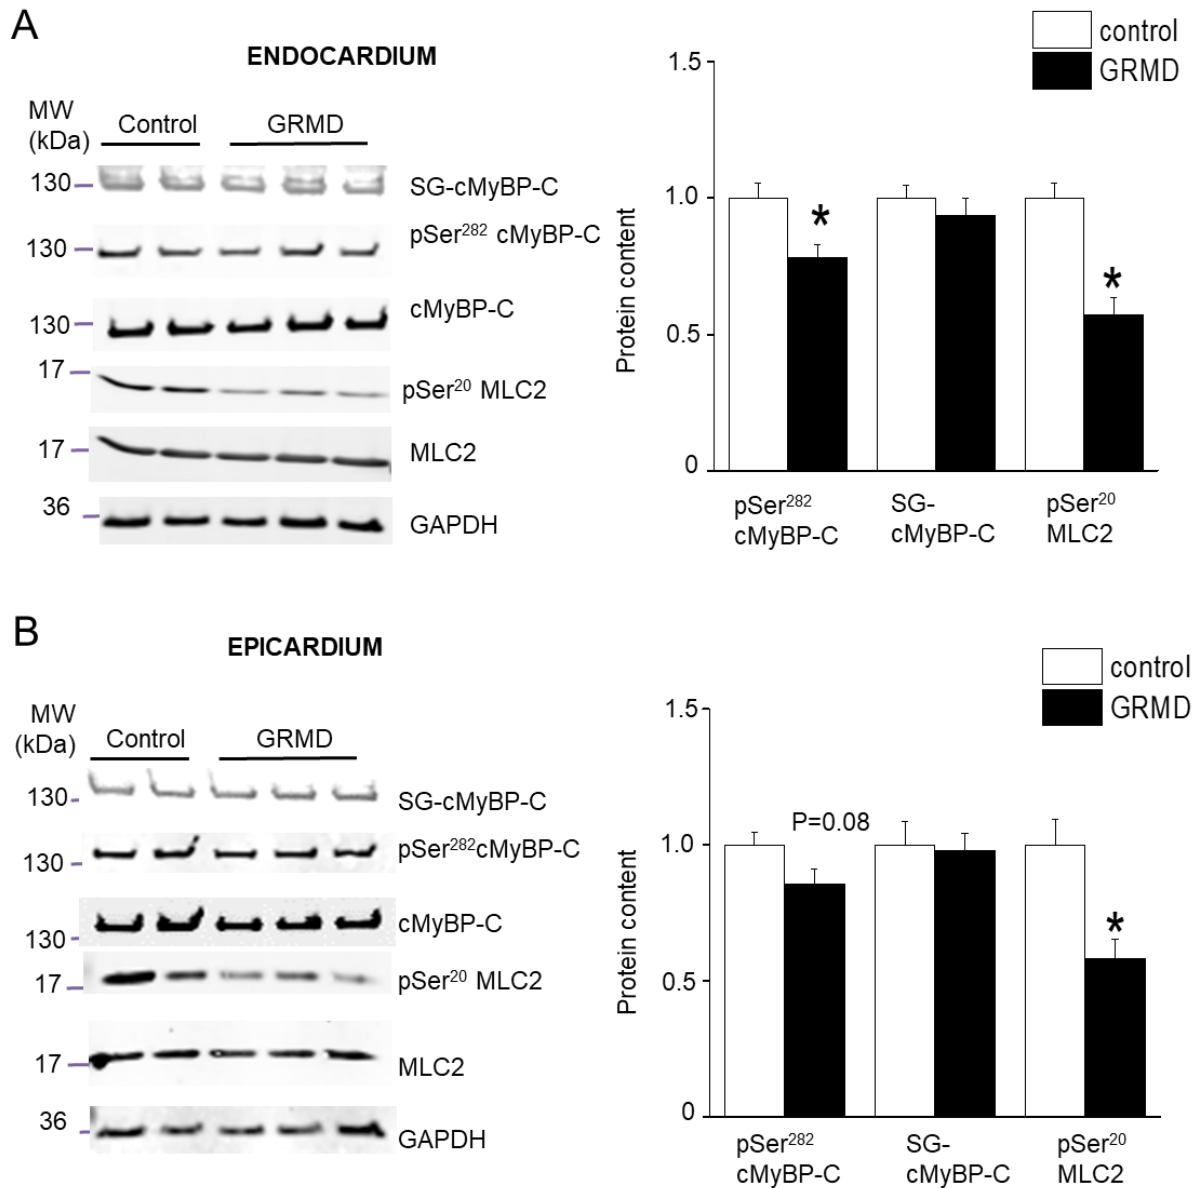 A
ENDOCARDIUM
MW
(kDa)
Control
GRMD
130
SG-cMyBP-C
130
pSer²⁸² cMyBP-C
130
cMyBP-C
17
pSer²⁰ MLC2
17
MLC2
36
GAPDH
control
GRMD
Protein content
1.5
1.0
0.5
0
*
*
pSer²⁸²
cMyBP-C
SG-
cMyBP-C
pSer²⁰
MLC2
B
EPICARDIUM
MW
(kDa)
Control
GRMD
130
SG-cMyBP-C
130
pSer²⁸²cMyBP-C
130
cMyBP-C
17
pSer²⁰ MLC2
17
MLC2
36
GAPDH
control
GRMD
Protein content
1.5
1.0
0.5
0
P=0.08
*
pSer²⁸²
cMyBP-C
SG-
cMyBP-C
pSer²⁰
MLC2